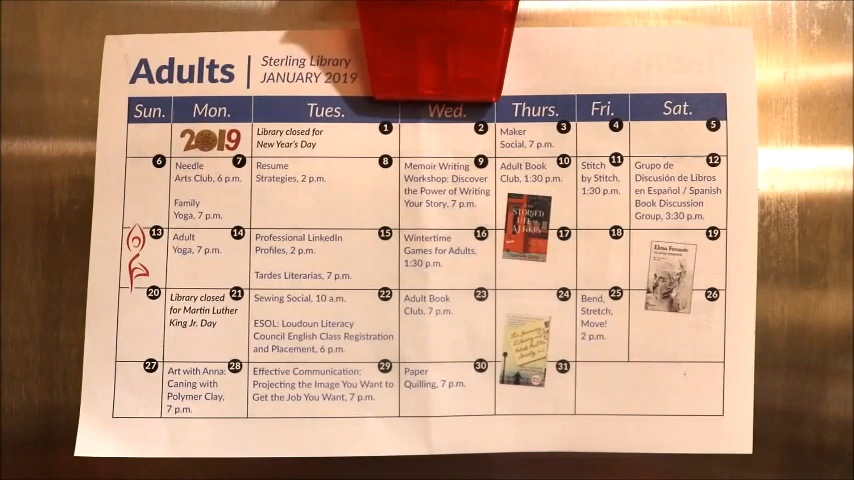 Adults
Sterling Library
JANUARY 2019
Sun. Mon. Tues. Wed. Thurs. Fri. Sat.
2019
Library closed for
New Year's Day
1
2
Maker
Social, 7 p.m.
3
4
5
6
Needle
Arts Club, 6 p.m.
Family
Yoga, 7 p.m.
7
Resume
Strategies, 2 p.m.
8
Memoir Writing
Workshop: Discover
the Power of Writing
Your Story, 7 p.m.
9
Adult Book
Club, 1:30 p.m.
10
STORIED
LIFE
A.J. FIKRY
Stitch
by Stitch,
1:30 p.m.
11
Grupo de
Discusión de Libros
en Español / Spanish
Book Discussion
Group, 3:30 p.m.
12
13
Adult
Yoga, 7 p.m.
14
Professional LinkedIn
Profiles, 2 p.m.
Tardes Literarias, 7 p.m.
15
Wintertime
Games for Adults,
1:30 p.m.
16
17
18
19
Elena Ferrante
20
Library closed
for Martin Luther
King Jr. Day
21
Sewing Social, 10 a.m.
ESOL: Loudoun Literacy
Council English Class Registration
and Placement, 6 p.m.
22
Adult Book
Club, 7 p.m.
23
24
Bend,
Stretch,
Move!
2 p.m.
25
26
27
Art with Anna:
Caning with
Polymer Clay,
7 p.m.
28
Effective Communication:
Projecting the Image You Want to
Get the Job You Want, 7 p.m.
29
Paper
Quilling, 7 p.m.
30
31